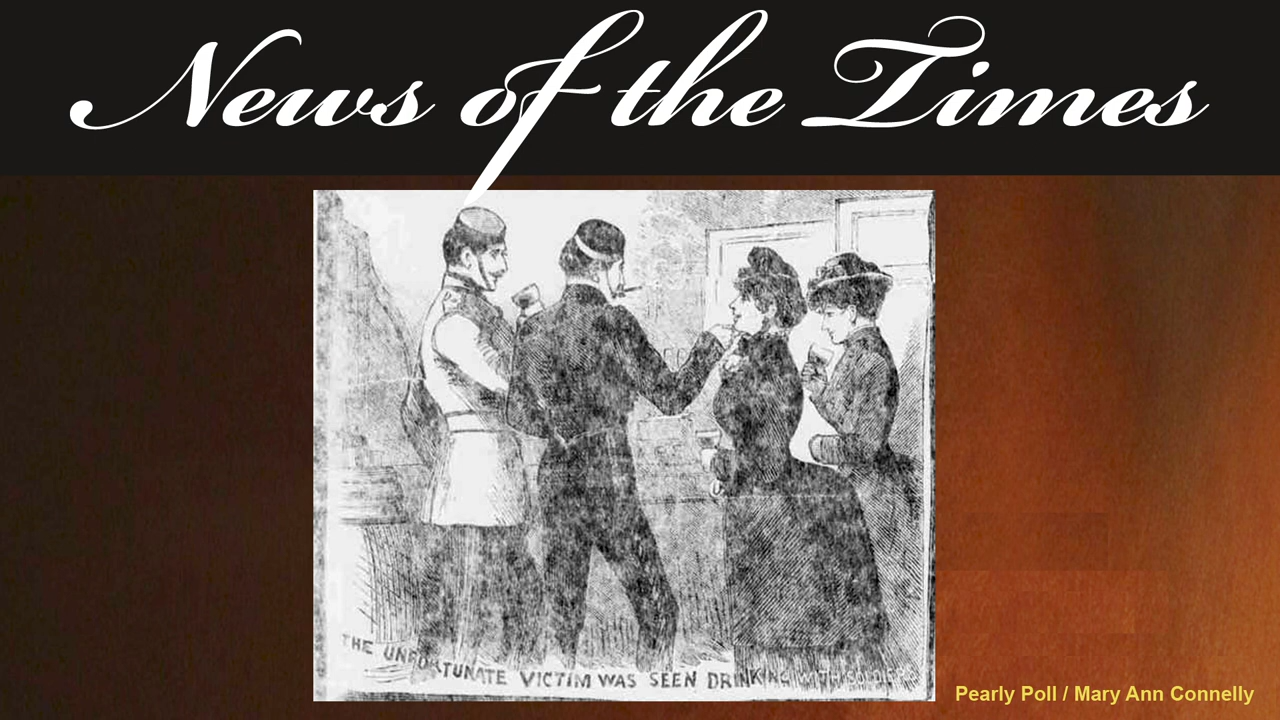 News of the Times
THE UNFORTUNATE VICTIM WAS SEEN DRINKING WITH SOLDIERS
Pearly Poll / Mary Ann Connelly